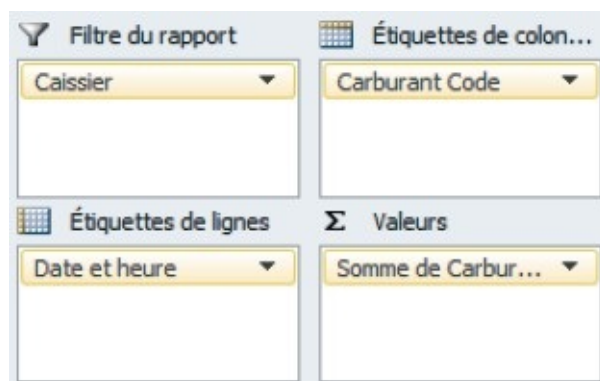 Filtre du rapport
Étiquettes de colon...
Caissier
Carburant Code
Étiquettes de lignes
Σ Valeurs
Date et heure
Somme de Carbur...